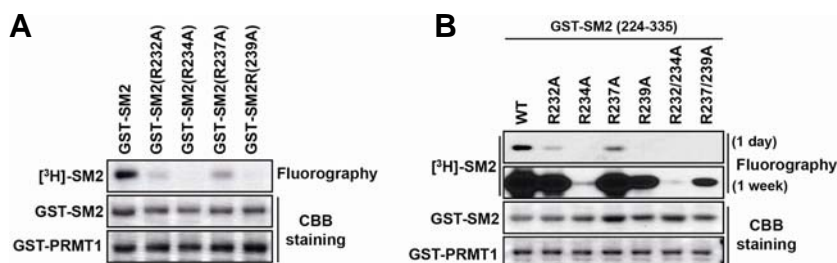 A
GST-SM2
GST-SM2(R232A)
GST-SM2(R234A)
GST-SM2(R237A)
GST-SM2R(239A)
[³H]-SM2
Fluorography
GST-SM2
GST-PRMT1
CBB
staining
B
GST-SM2 (224-335)
WT
R232A
R234A
R237A
R239A
R232/234A
R237/239A
[³H]-SM2
(1 day)
(1 week)
Fluorography
GST-SM2
GST-PRMT1
CBB
staining